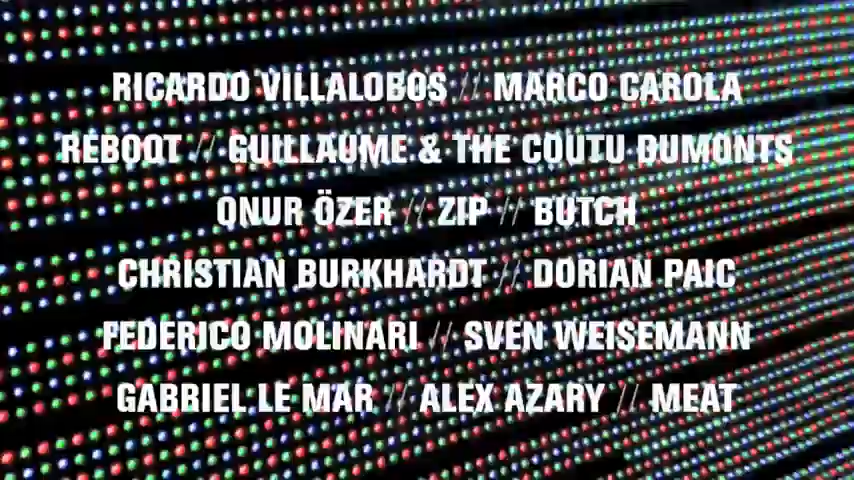 RICARDO VILLALOBOS // MARCO CAROLA
REBOOT // GUILLAUME & THE COUTU DUMONTS
ONUR ÖZER // ZIP // BUTCH
CHRISTIAN BURKHARDT // DORIAN PAIC
FEDERICO MOLINARI // SVEN WEISEMANN
GABRIEL LE MAR // ALEX AZARY // MEAT